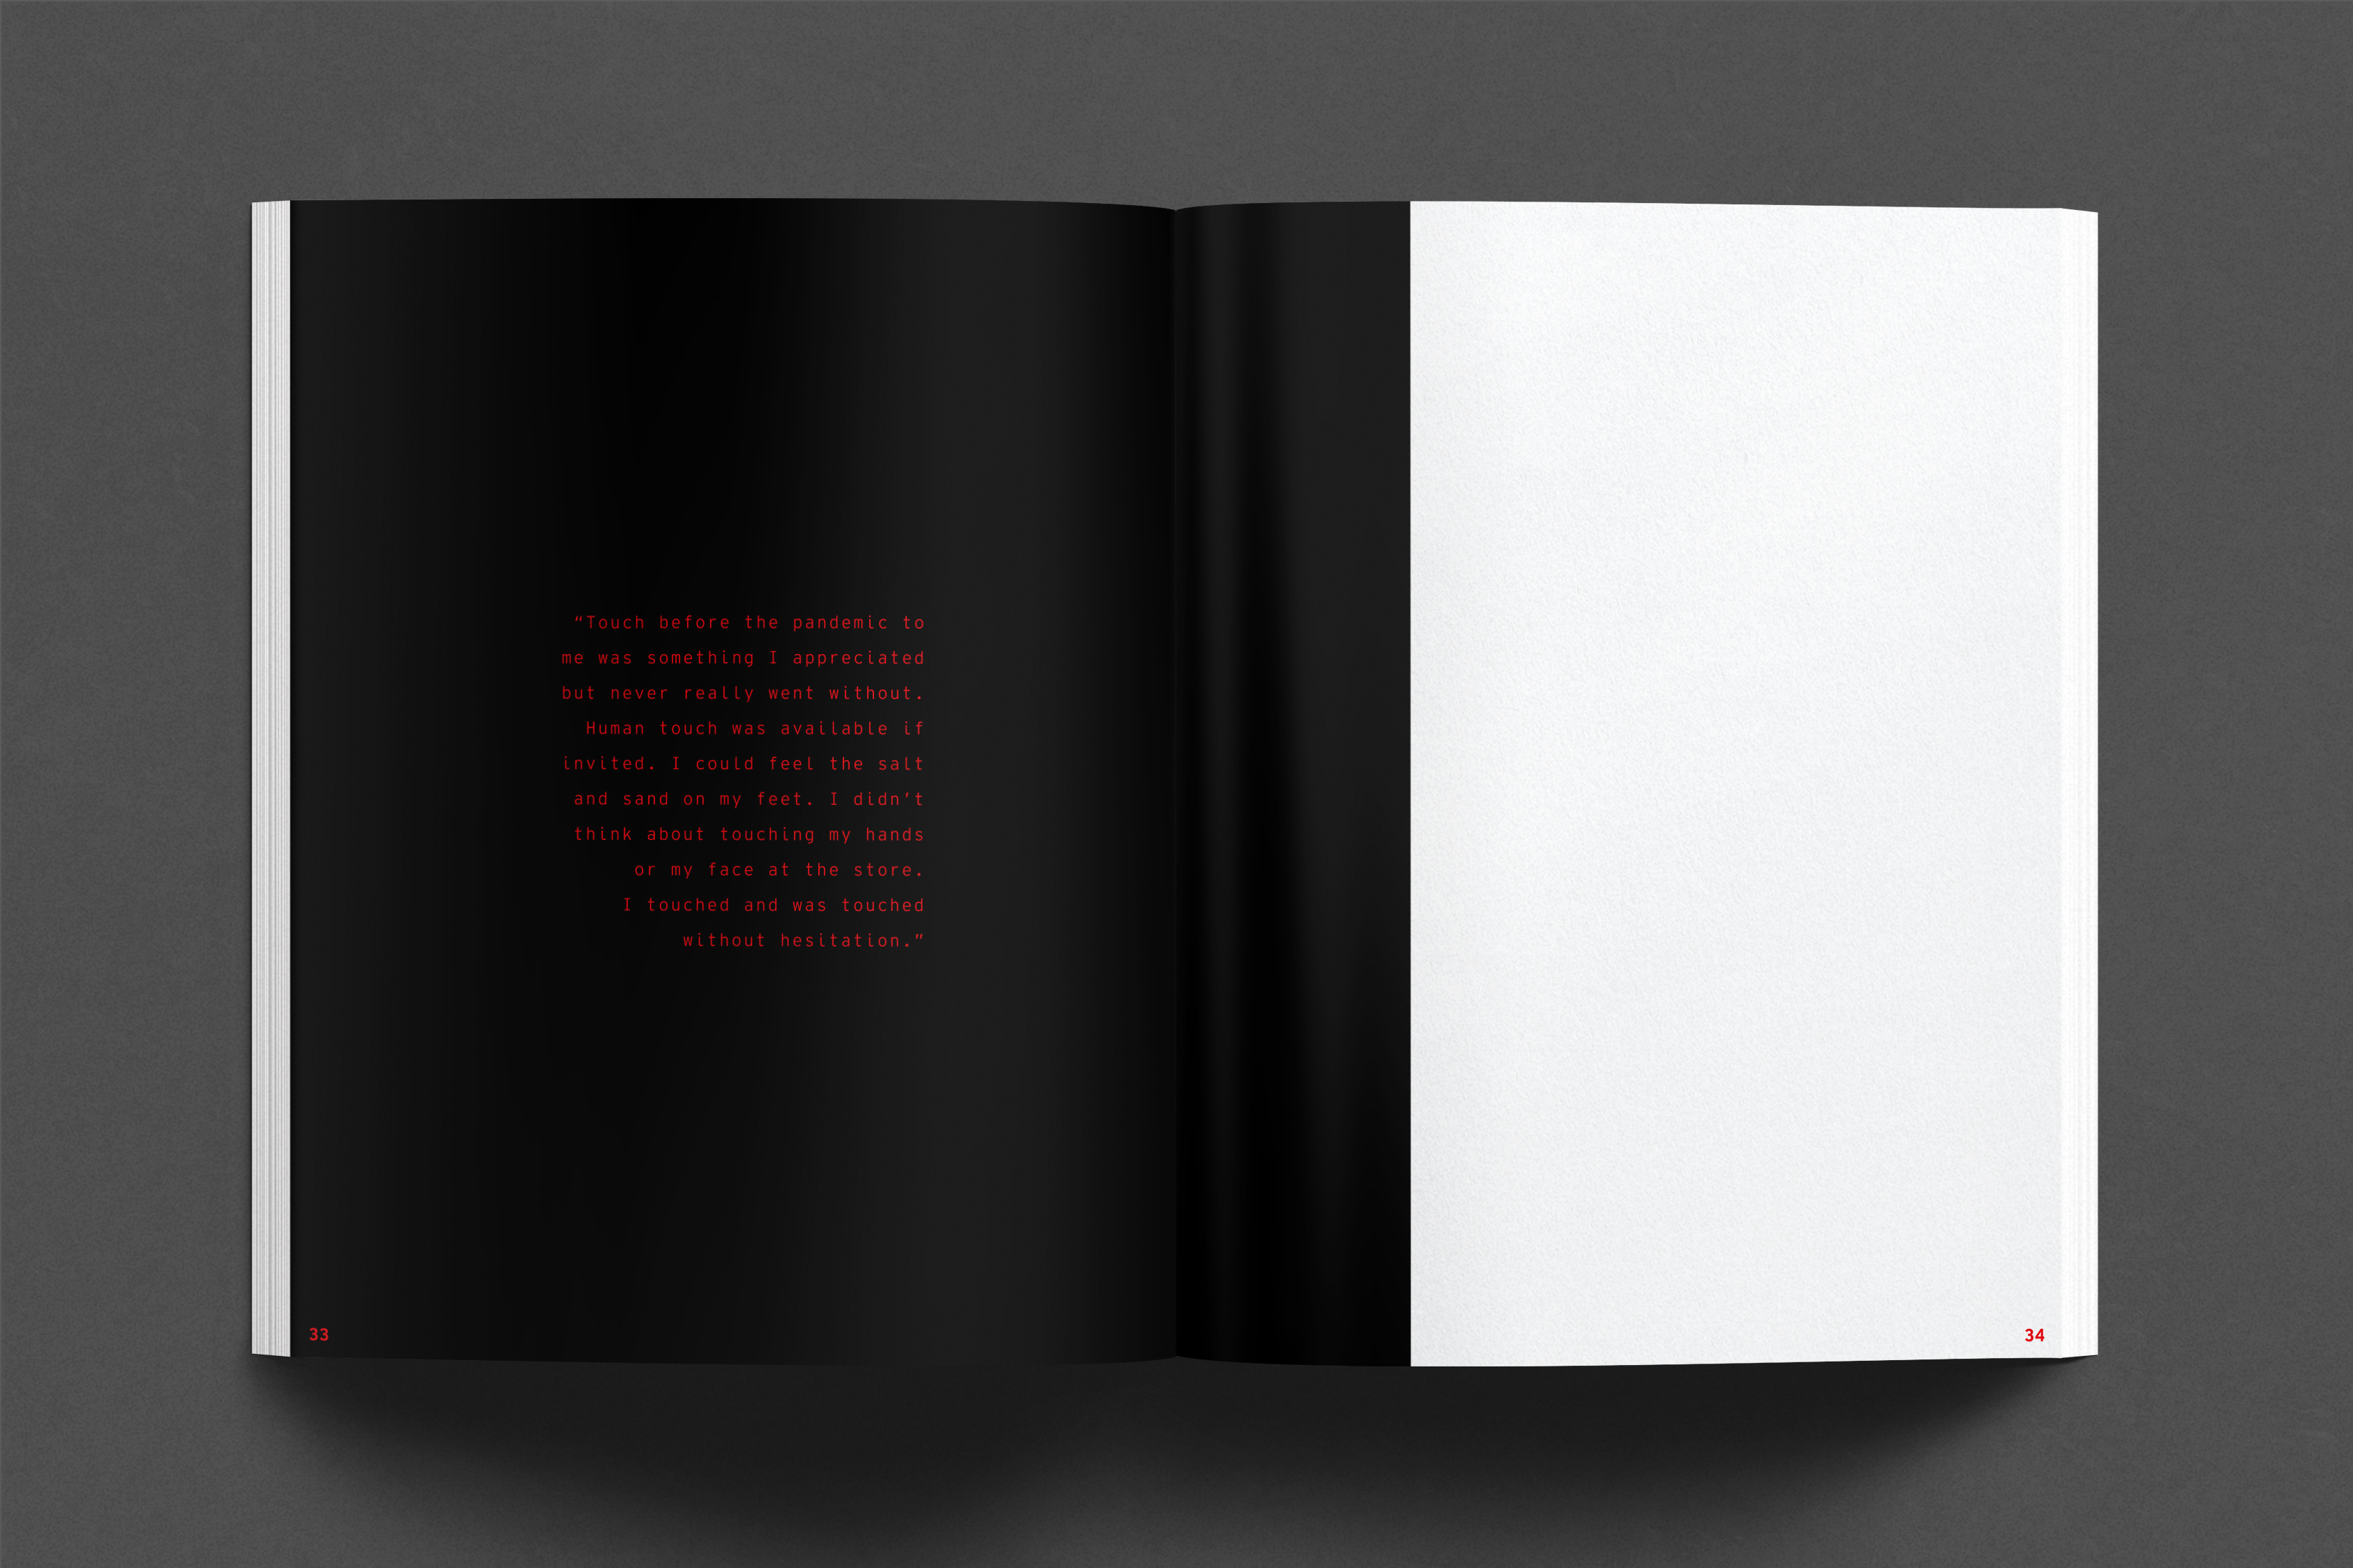 “Touch before the pandemic to
me was something I appreciated
but never really went without.
Human touch was available if
invited. I could feel the salt
and sand on my feet. I didn’t
think about touching my hands
or my face at the store.
I touched and was touched
without hesitation.”
33
34